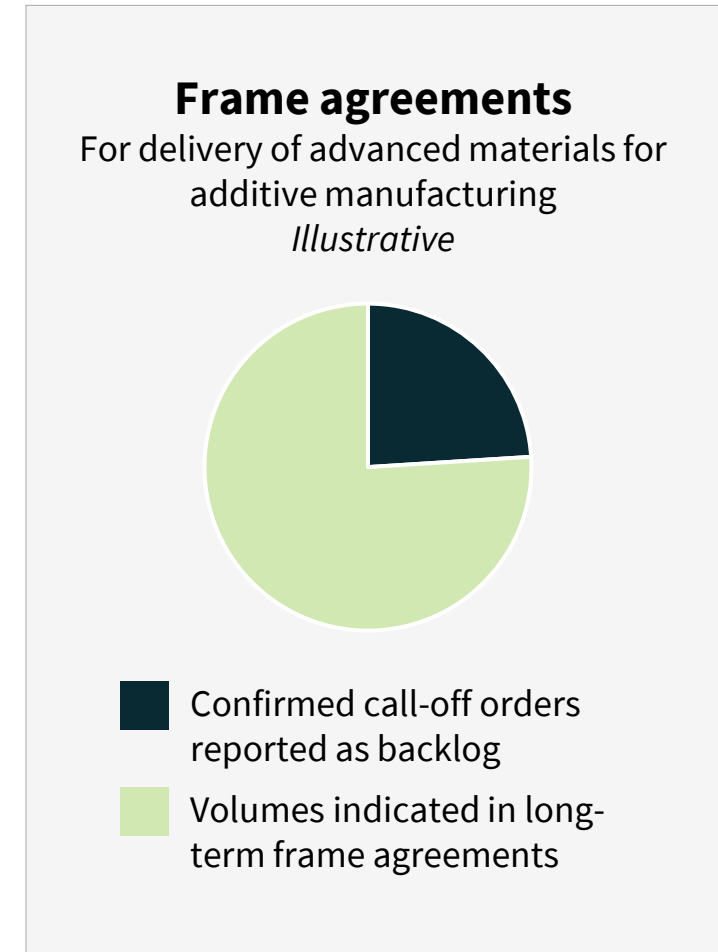 Frame agreements
For delivery of advanced materials for
additive manufacturing
Illustrative
Confirmed call-off orders
reported as backlog
Volumes indicated in long-
term frame agreements